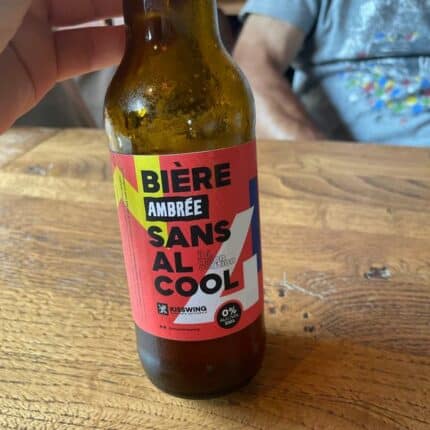 BIÈRE
AMBRÉE
SANS
AL
COOL
KISSWING
0%